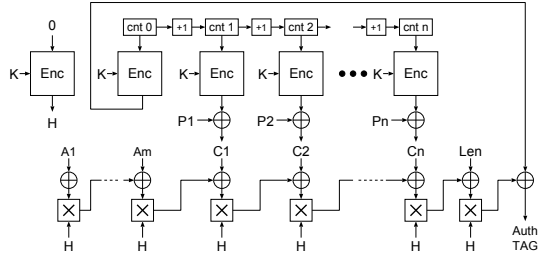 0 cnt 0 +1 cnt 1 +1 cnt 2 +1 cnt n
K Enc K Enc K Enc K Enc K Enc
H P1 P2 Pn
A1 Am C1 C2 Cn Len
H H H H H H Auth
TAG